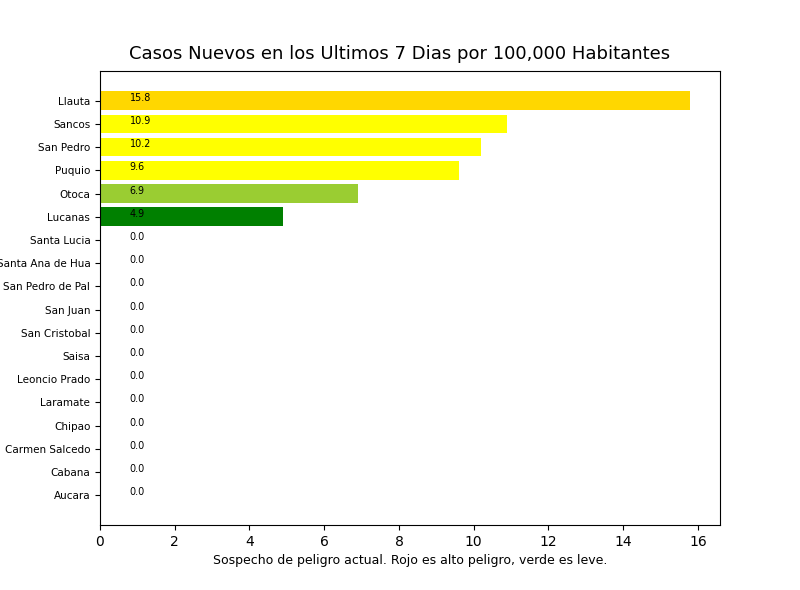 Casos Nuevos en los Ultimos 7 Dias por 100,000 Habitantes
Llauta 15.8
Sancos 10.9
San Pedro 10.2
Puquio 9.6
Otoca 6.9
Lucanas 4.9
Santa Lucia 0.0
Santa Ana de Hua 0.0
San Pedro de Pal 0.0
San Juan 0.0
San Cristobal 0.0
Saisa 0.0
Leoncio Prado 0.0
Laramate 0.0
Chipao 0.0
Carmen Salcedo 0.0
Cabana 0.0
Aucara 0.0
0 2 4 6 8 10 12 14 16
Sospecho de peligro actual. Rojo es alto peligro, verde es leve.